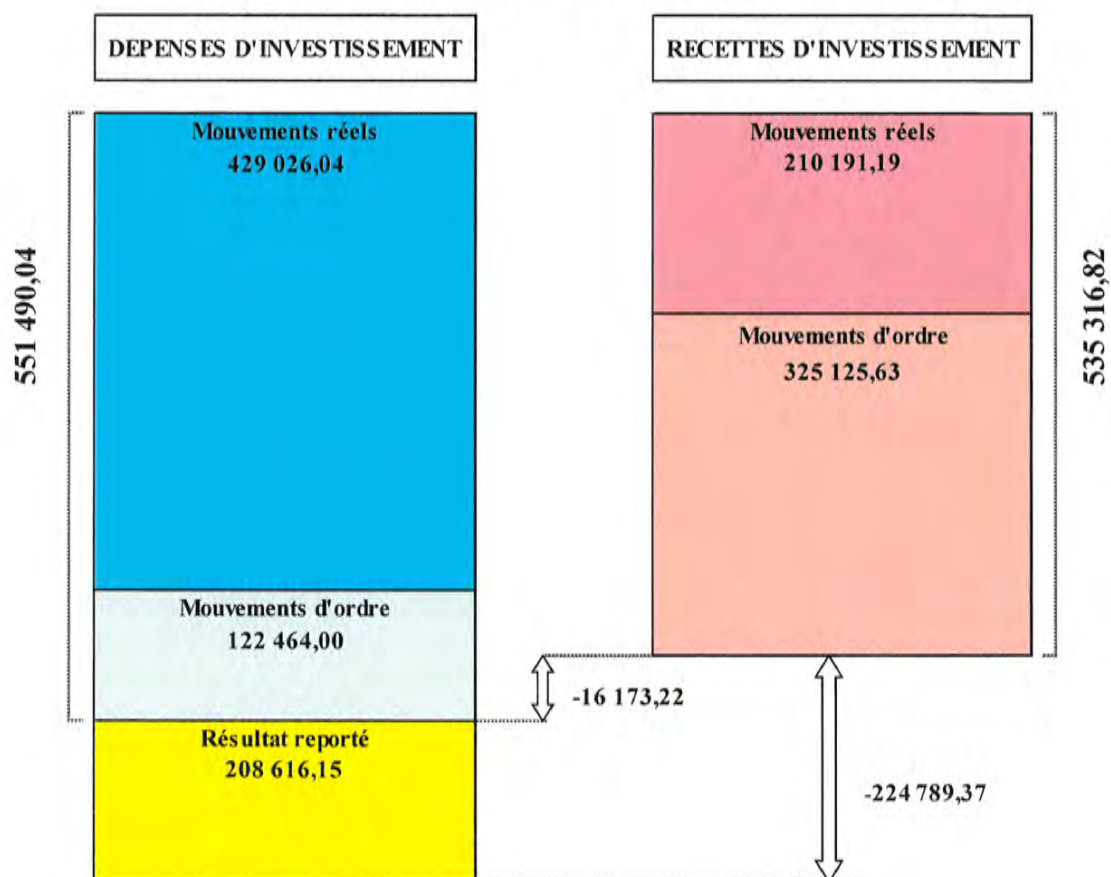 DEPENSES D'INVESTISSEMENT
RECETTES D'INVESTISSEMENT
Mouvements réels
429 026,04
Mouvements réels
210 191,19
551 490,04
535 316,82
Mouvements d'ordre
325 125,63
Mouvements d'ordre
122 464,00
-16 173,22
Résultat reporté
208 616,15
-224 789,37